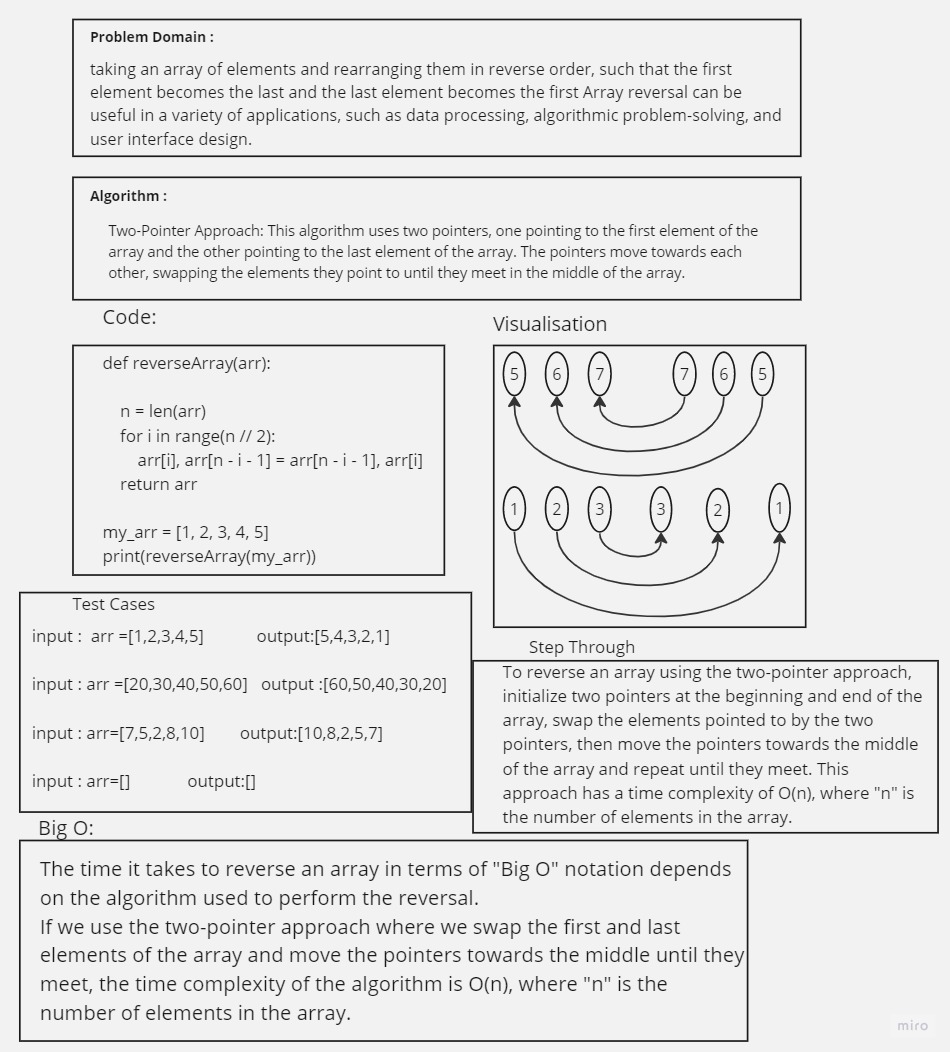 Problem Domain :
taking an array of elements and rearranging them in reverse order, such that the first
element becomes the last and the last element becomes the first Array reversal can be
useful in a variety of applications, such as data processing, algorithmic problem-solving, and
user interface design.
Algorithm :
Two-Pointer Approach: This algorithm uses two pointers, one pointing to the first element of the
array and the other pointing to the last element of the array. The pointers move towards each
other, swapping the elements they point to until they meet in the middle of the array.
Code:
def reverseArray(arr):
n = len(arr)
for i in range(n // 2):
arr[i], arr[n - i - 1] = arr[n - i - 1], arr[i]
return arr
my_arr = [1, 2, 3, 4, 5]
print(reverseArray(my_arr))
Visualisation
5 6 7 7 6 5
1 2 3 3 2 1
Test Cases
input :  arr =[1,2,3,4,5] output:[5,4,3,2,1]
input : arr =[20,30,40,50,60] output :[60,50,40,30,20]
input : arr=[7,5,2,8,10] output:[10,8,2,5,7]
input : arr=[] output:[]
Step Through
To reverse an array using the two-pointer approach,
initialize two pointers at the beginning and end of the
array, swap the elements pointed to by the two
pointers, then move the pointers towards the middle
of the array and repeat until they meet. This
approach has a time complexity of O(n), where "n" is
the number of elements in the array.
Big O:
The time it takes to reverse an array in terms of "Big O" notation depends
on the algorithm used to perform the reversal.
If we use the two-pointer approach where we swap the first and last
elements of the array and move the pointers towards the middle until they
meet, the time complexity of the algorithm is O(n), where "n" is the
number of elements in the array.
miro